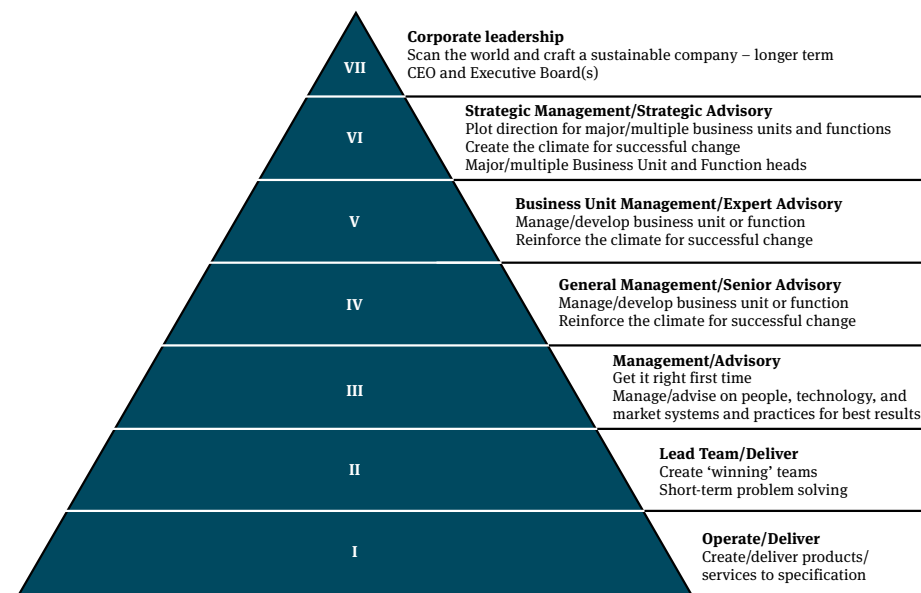 VII
Corporate leadership
Scan the world and craft a sustainable company – longer term
CEO and Executive Board(s)
VI
Strategic Management/Strategic Advisory
Plot direction for major/multiple business units and functions
Create the climate for successful change
Major/multiple Business Unit and Function heads
V
Business Unit Management/Expert Advisory
Manage/develop business unit or function
Reinforce the climate for successful change
IV
General Management/Senior Advisory
Manage/develop business unit or function
Reinforce the climate for successful change
III
Management/Advisory
Get it right first time
Manage/advise on people, technology, and
market systems and practices for best results
II
Lead Team/Deliver
Create ‘winning’ teams
Short-term problem solving
I
Operate/Deliver
Create/deliver products/
services to specification